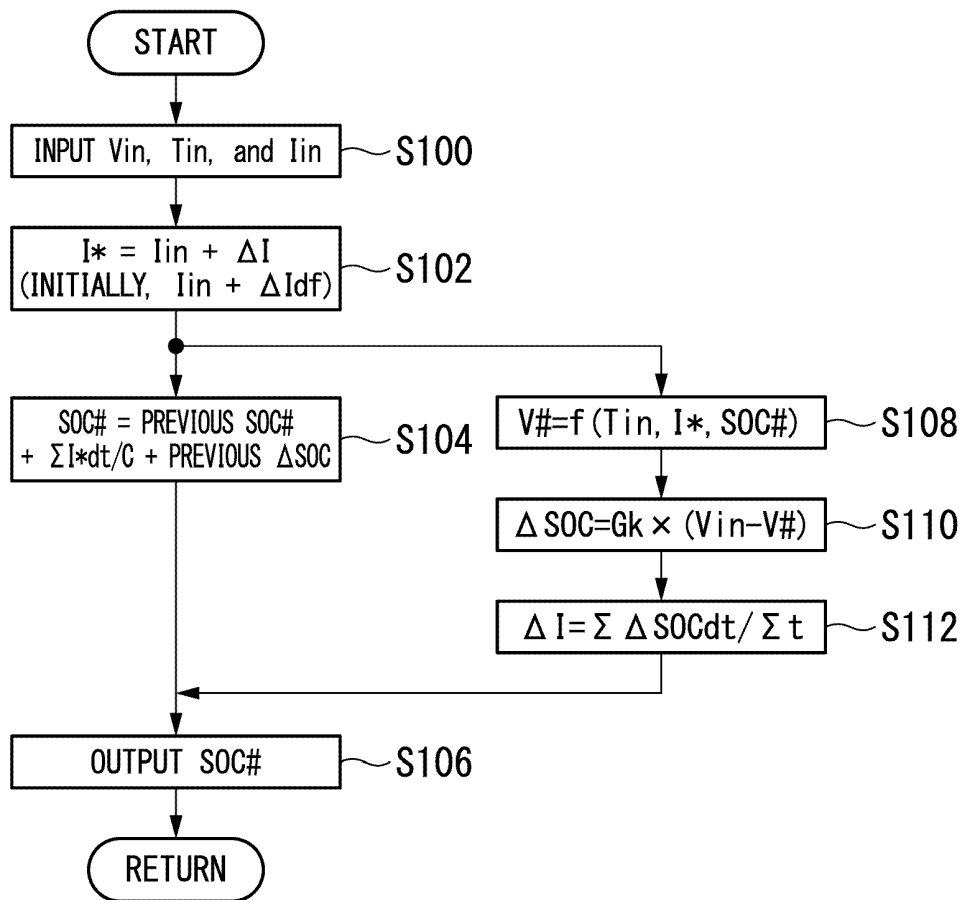 START
INPUT Vin, Tin, and Iin
S100
I* = Iin + ΔI
(INITIALLY, Iin + ΔIdf)
S102
SOC# = PREVIOUS SOC#
+ ΣI*dt/C + PREVIOUS ΔSOC
S104
V#=f(Tin, I*, SOC#)
S108
ΔSOC=Gk×(Vin-V#)
S110
ΔI=Σ ΔSOCdt/Σt
S112
OUTPUT SOC#
S106
RETURN